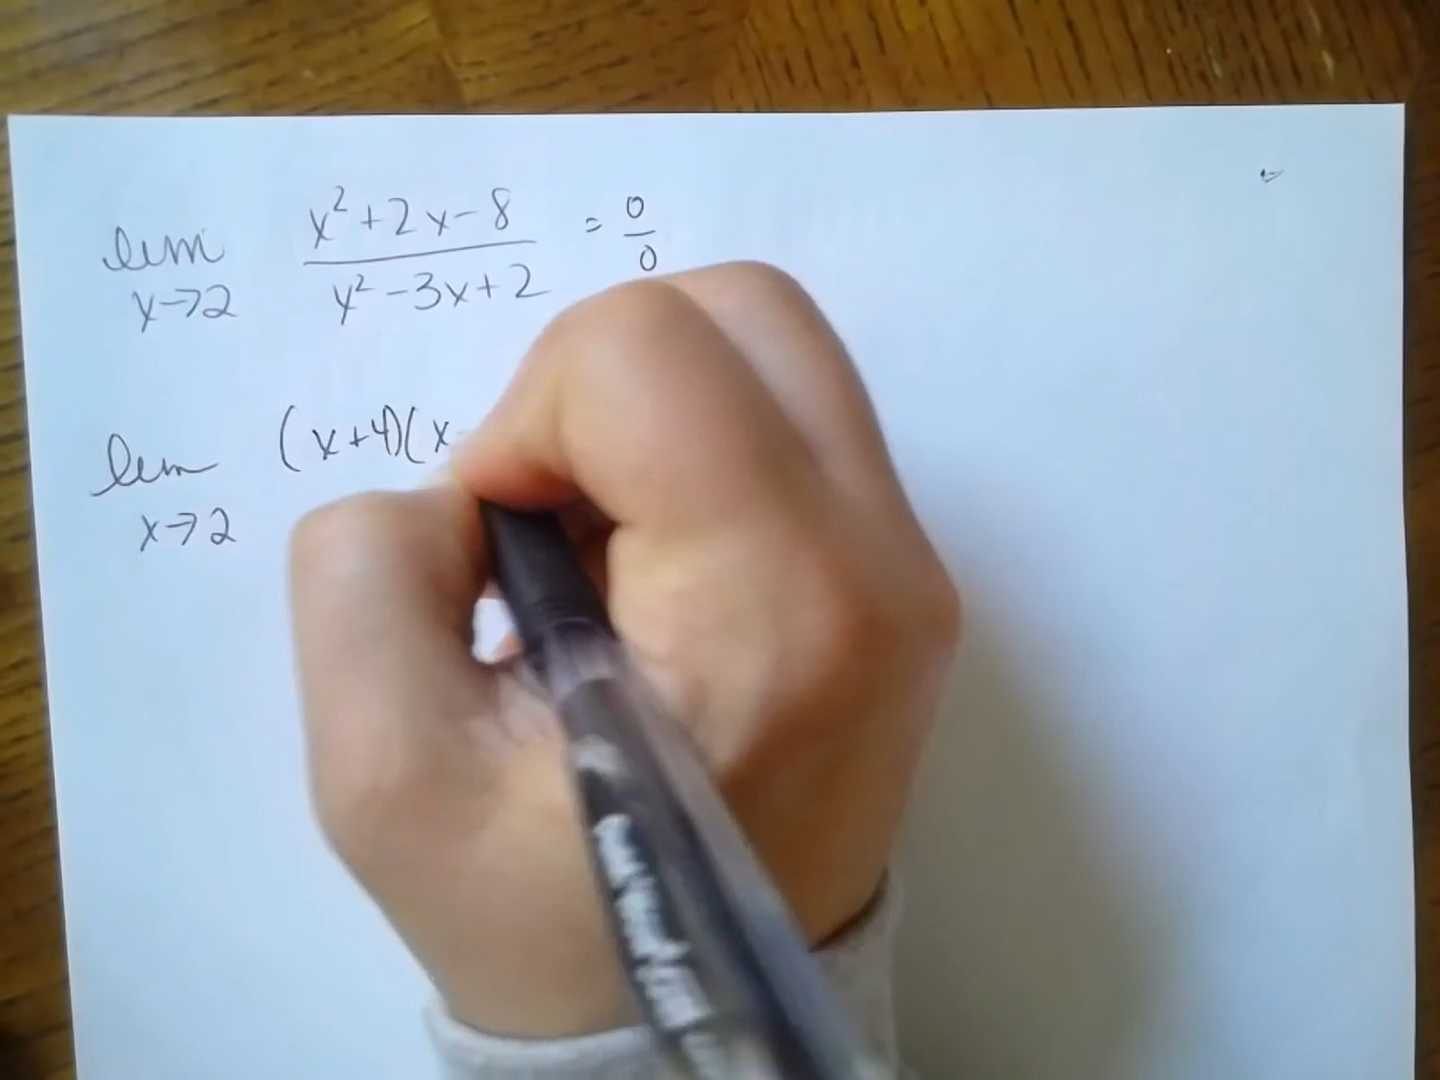 lim x²+2x-8 = 0
x→2 x²-3x+2 0
lim (x+4)(x-
x→2